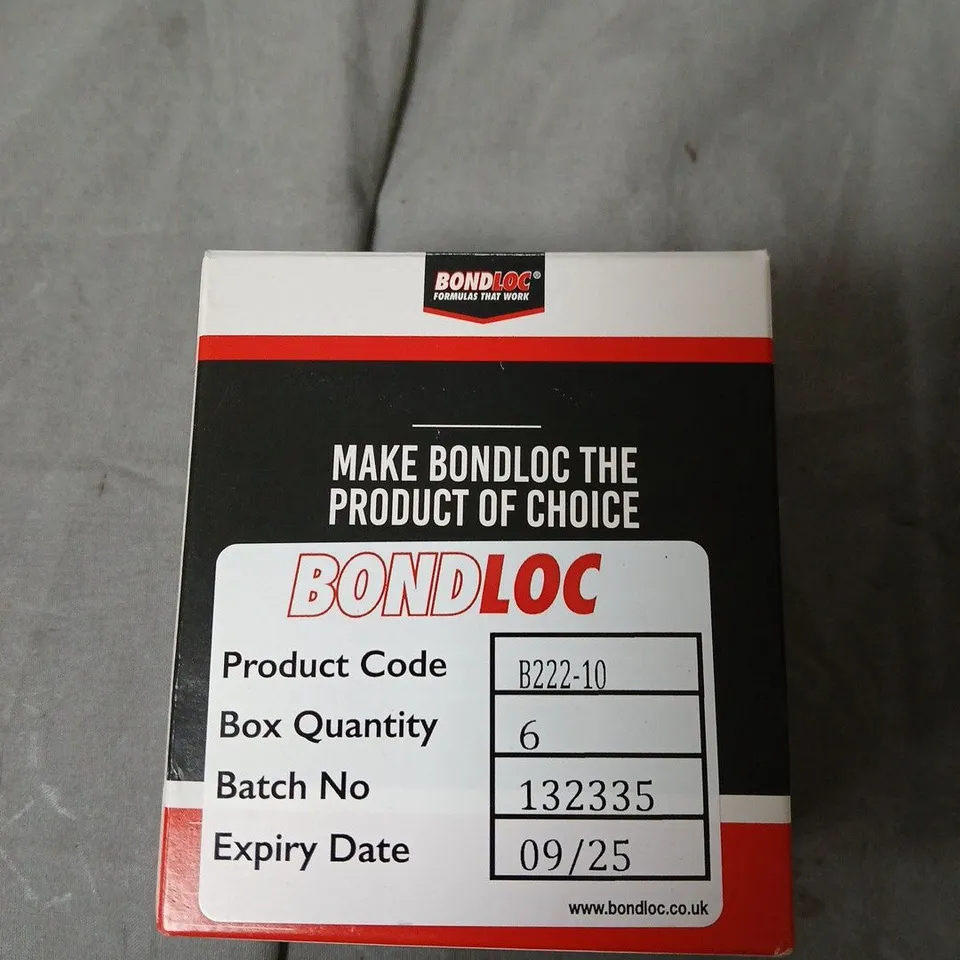 BONDLOC®
FORMULAS THAT WORK
MAKE BONDLOC THE
PRODUCT OF CHOICE
BONDLOC
Product Code B222-10
Box Quantity 6
Batch No 132335
Expiry Date 09/25
www.bondloc.co.uk